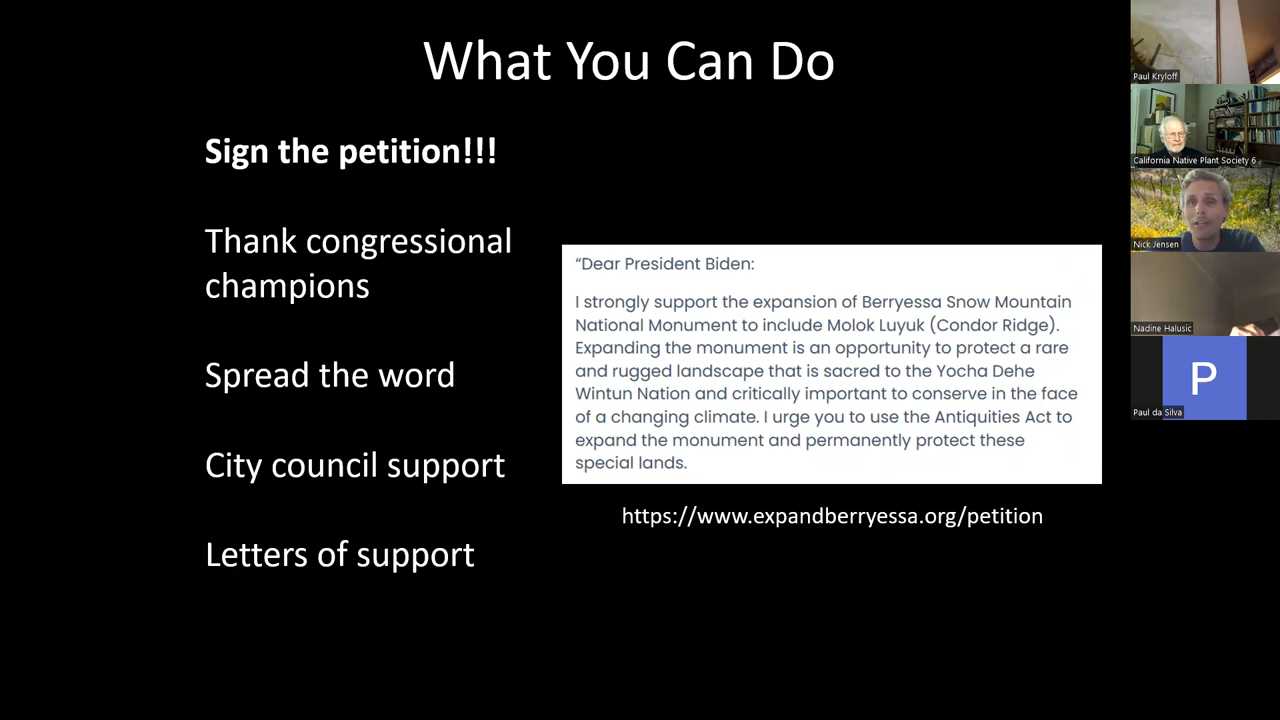 What You Can Do
Sign the petition!!!
Thank congressional
champions
Spread the word
City council support
Letters of support
“Dear President Biden:
I strongly support the expansion of Berryessa Snow Mountain
National Monument to include Molok Luyuk (Condor Ridge).
Expanding the monument is an opportunity to protect a rare
and rugged landscape that is sacred to the Yocha Dehe
Wintun Nation and critically important to conserve in the face
of a changing climate. I urge you to use the Antiquities Act to
expand the monument and permanently protect these
special lands.
https://www.expandberryessa.org/petition
Paul Kryloff
California Native Plant Society 6
Nick Jensen
Nadine Halusic
P
Paul da Silva